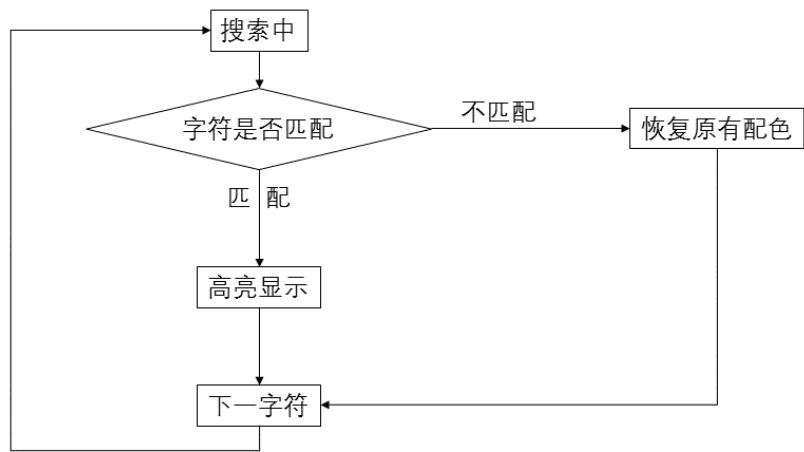 搜索中
字符是否匹配
不匹配
恢复原有配色
匹 配
高亮显示
下一字符